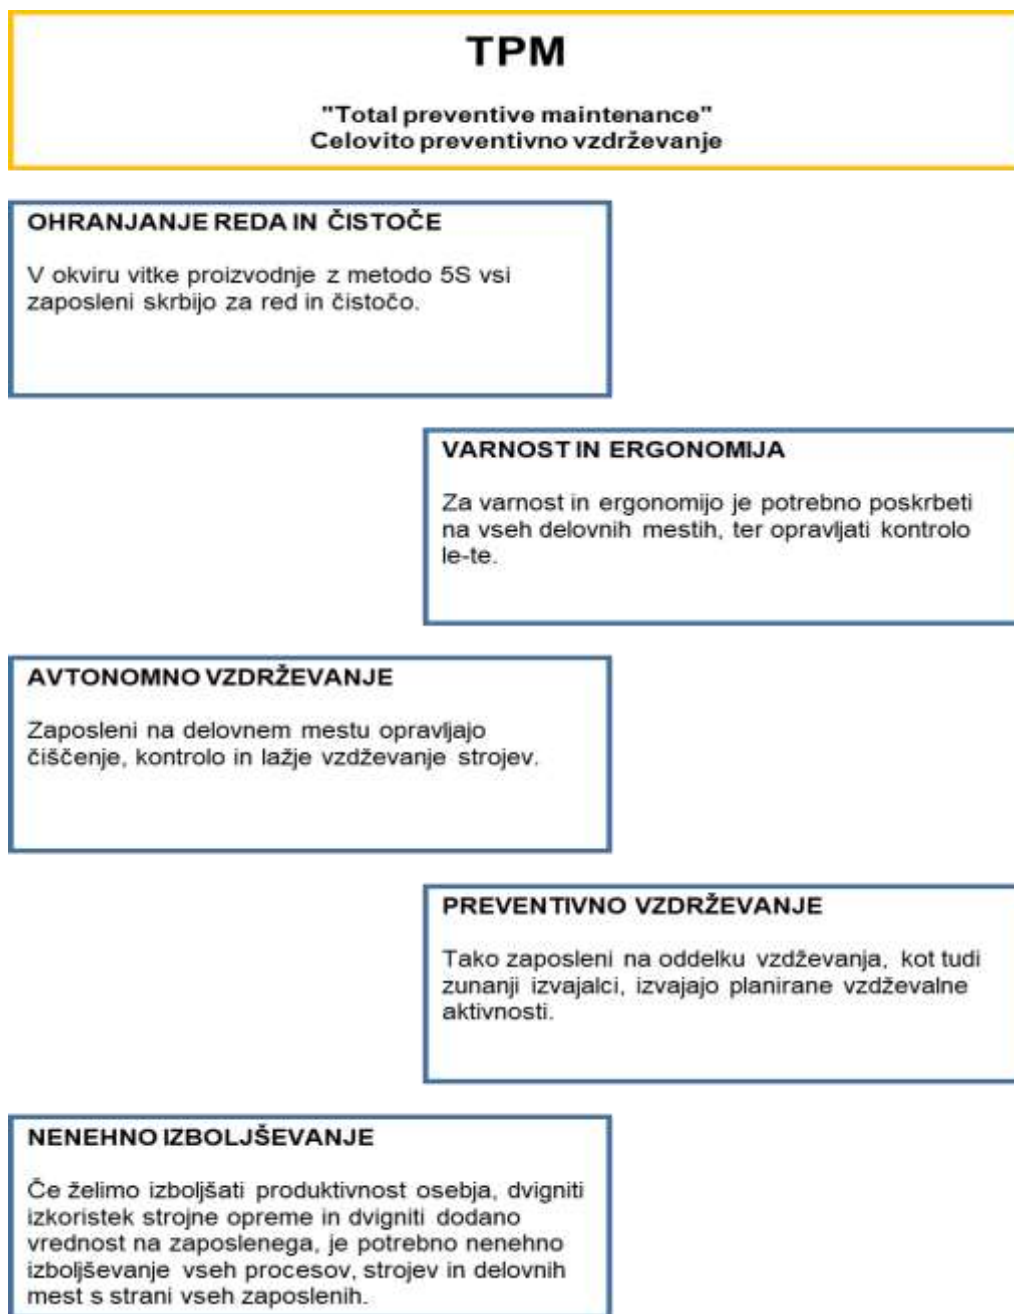 TPM
"Total preventive maintenance"
Celovito preventivno vzdrževanje
OHRANJANJE REDA IN ČISTOČE
V okviru vitke proizvodnje z metodo 5S vsi
zaposleni skrbijo za red in čistočo.
VARNOST IN ERGONOMIJA
Za varnost in ergonomijo je potrebno poskrbeti
na vseh delovnih mestih, ter opravljati kontrolo
le-te.
AVTONOMNO VZDRŽEVANJE
Zaposleni na delovnem mestu opravljajo
čiščenje, kontrolo in lažje vzdževanje strojev.
PREVENTIVNO VZDRŽEVANJE
Tako zaposleni na oddelku vzdževanja, kot tudi
zunanji izvajalci, izvajajo planirane vzdževalne
aktivnosti.
NENEHNO IZBOLJŠEVANJE
Če želimo izboljšati produktivnost osebja, dvigniti
izkoristek strojne opreme in dvigniti dodano
vrednost na zaposlenega, je potrebno nenehno
izboljševanje vseh procesov, strojev in delovnih
mest s strani vseh zaposlenih.